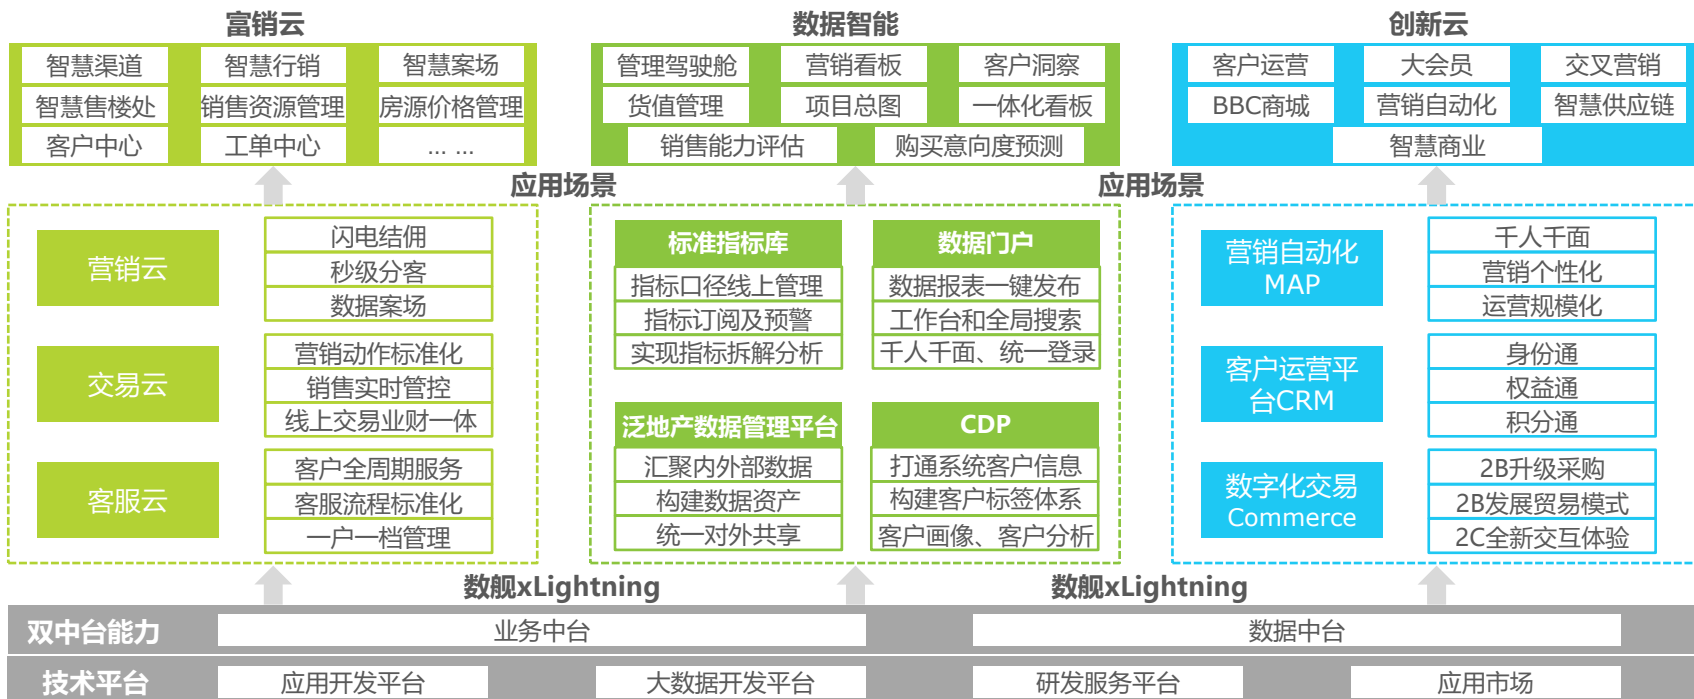 富销云
智慧渠道
智慧行销
智慧案场
智慧售楼处
销售资源管理
房源价格管理
客户中心
工单中心
... ...
数据智能
管理驾驶舱
营销看板
客户洞察
货值管理
项目总图
一体化看板
销售能力评估
购买意向度预测
创新云
客户运营
大会员
交叉营销
BBC商城
营销自动化
智慧供应链
智慧商业
应用场景
应用场景
营销云
闪电结佣
秒级分客
数据案场
交易云
营销动作标准化
销售实时管控
线上交易业财一体
客服云
客户全周期服务
客服流程标准化
一户一档管理
标准指标库
指标口径线上管理
指标订阅及预警
实现指标拆解分析
数据门户
数据报表一键发布
工作台和全局搜索
千人千面、统一登录
泛地产数据管理平台
汇聚内外部数据
构建数据资产
统一对外共享
CDP
打通系统客户信息
构建客户标签体系
客户画像、客户分析
营销自动化
MAP
千人千面
营销个性化
运营规模化
客户运营平
台CRM
身份通
权益通
积分通
数字化交易
Commerce
2B升级采购
2B发展贸易模式
2C全新交互体验
数舰xLightning
数舰xLightning
双中台能力
业务中台
数据中台
技术平台
应用开发平台
大数据开发平台
研发服务平台
应用市场